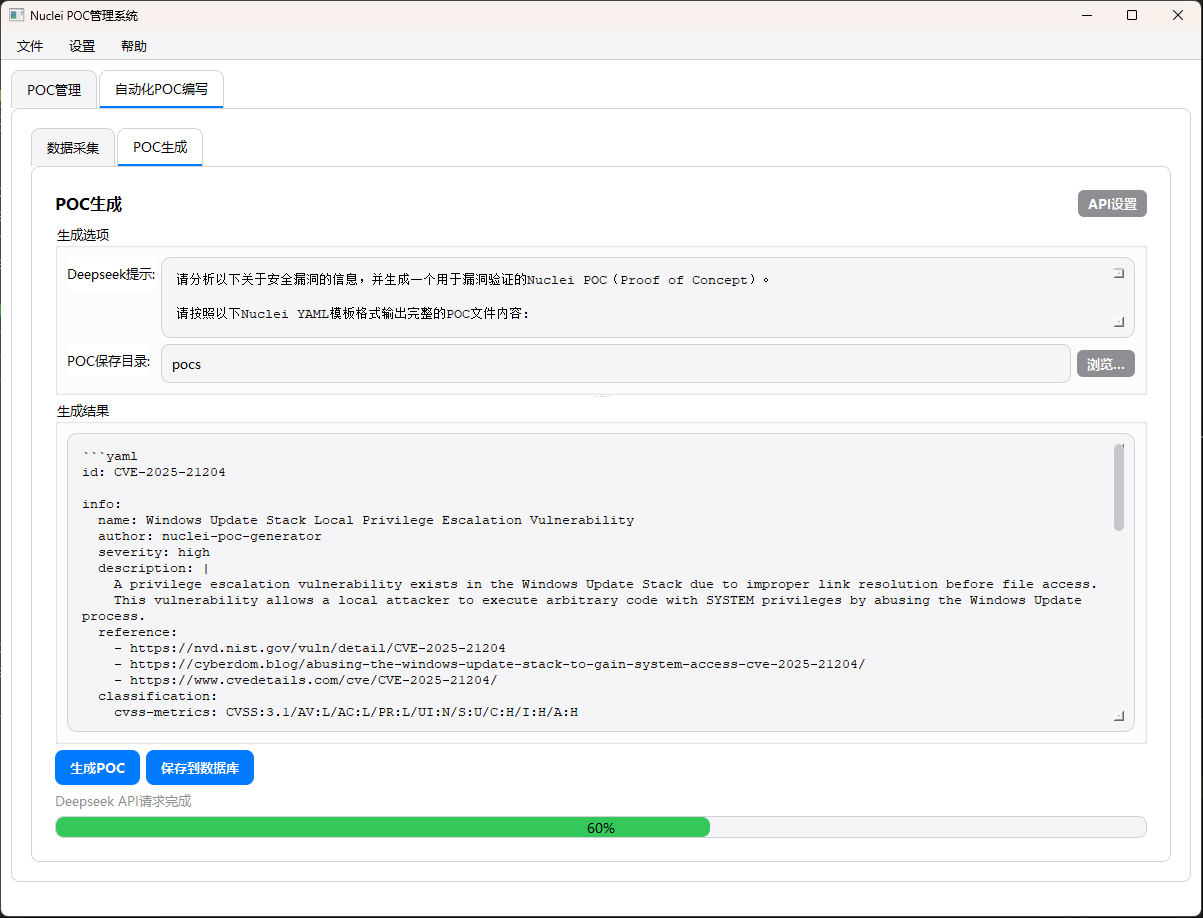 Nuclei POC管理系统
文件 设置 帮助
POC管理 自动化POC编写
数据采集 POC生成
POC生成
API设置
生成选项
Deepseek提示:
请分析以下关于安全漏洞的信息，并生成一个用于漏洞验证的Nuclei POC（Proof of Concept）。
请按照以下Nuclei YAML模板格式输出完整的POC文件内容:
POC保存目录:
pocs
浏览...
生成结果
```yaml
id: CVE-2025-21204
info:
  name: Windows Update Stack Local Privilege Escalation Vulnerability
  author: nuclei-poc-generator
  severity: high
  description: |
    A privilege escalation vulnerability exists in the Windows Update Stack due to improper link resolution before file access.
    This vulnerability allows a local attacker to execute arbitrary code with SYSTEM privileges by abusing the Windows Update
process.
  reference:
    - https://nvd.nist.gov/vuln/detail/CVE-2025-21204
    - https://cyberdom.blog/abusing-the-windows-update-stack-to-gain-system-access-cve-2025-21204/
    - https://www.cvedetails.com/cve/CVE-2025-21204/
  classification:
    cvss-metrics: CVSS:3.1/AV:L/AC:L/PR:L/UI:N/S:U/C:H/I:H/A:H
生成POC 保存到数据库
Deepseek API请求完成
60%